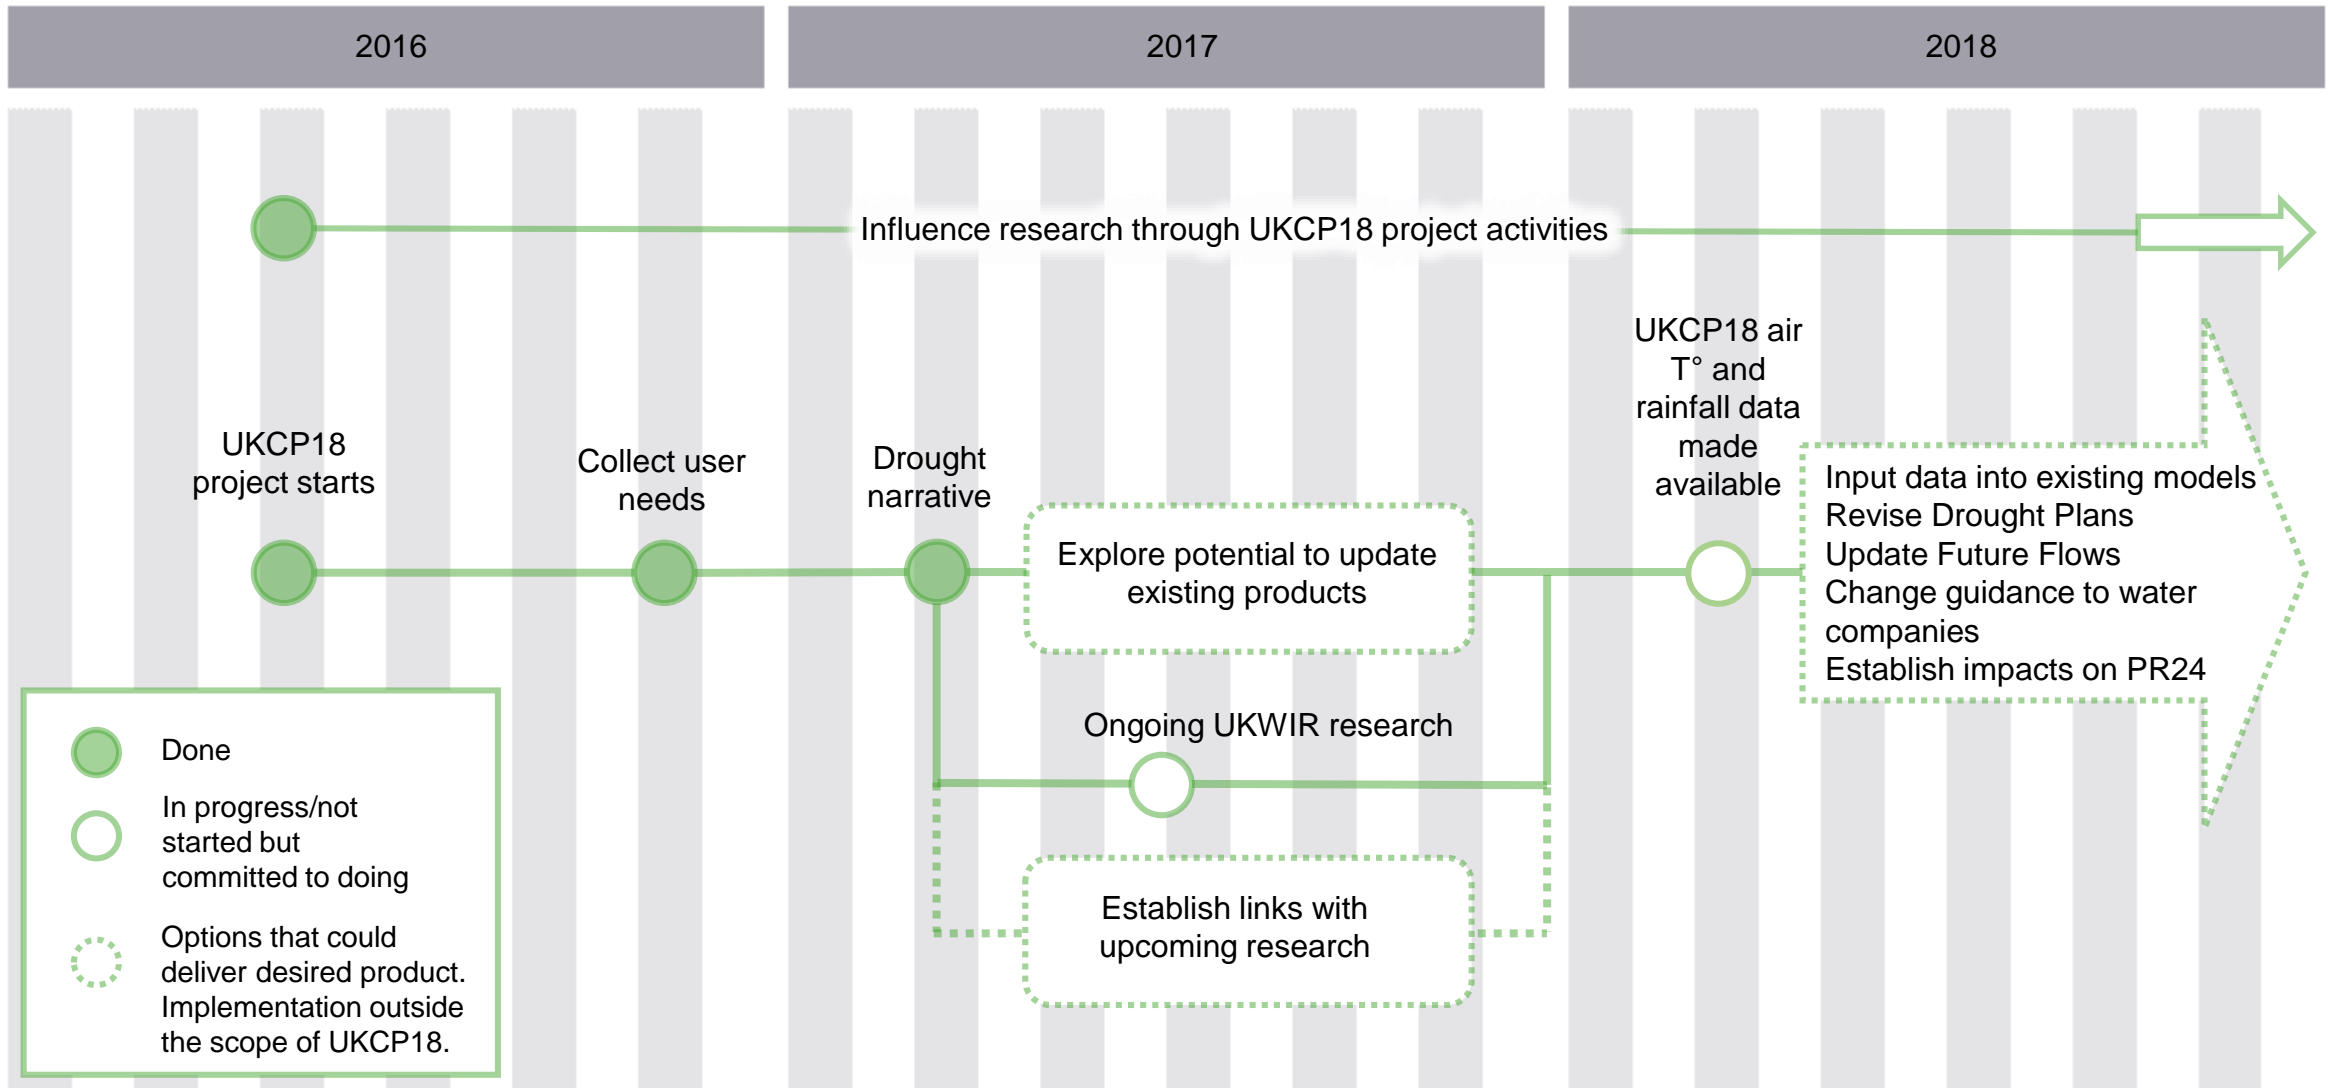 2016
2017
2018
Influence research through UKCP18 project activities
UKCP18
project starts
Collect user
needs
Drought
narrative
Explore potential to update
existing products
Ongoing UKWIR research
Establish links with
upcoming research
UKCP18 air
T° and
rainfall data
made
available
Input data into existing models
Revise Drought Plans
Update Future Flows
Change guidance to water
companies
Establish impacts on PR24
Done
In progress/not
started but
committed to doing
Options that could
deliver desired product.
Implementation outside
the scope of UKCP18.